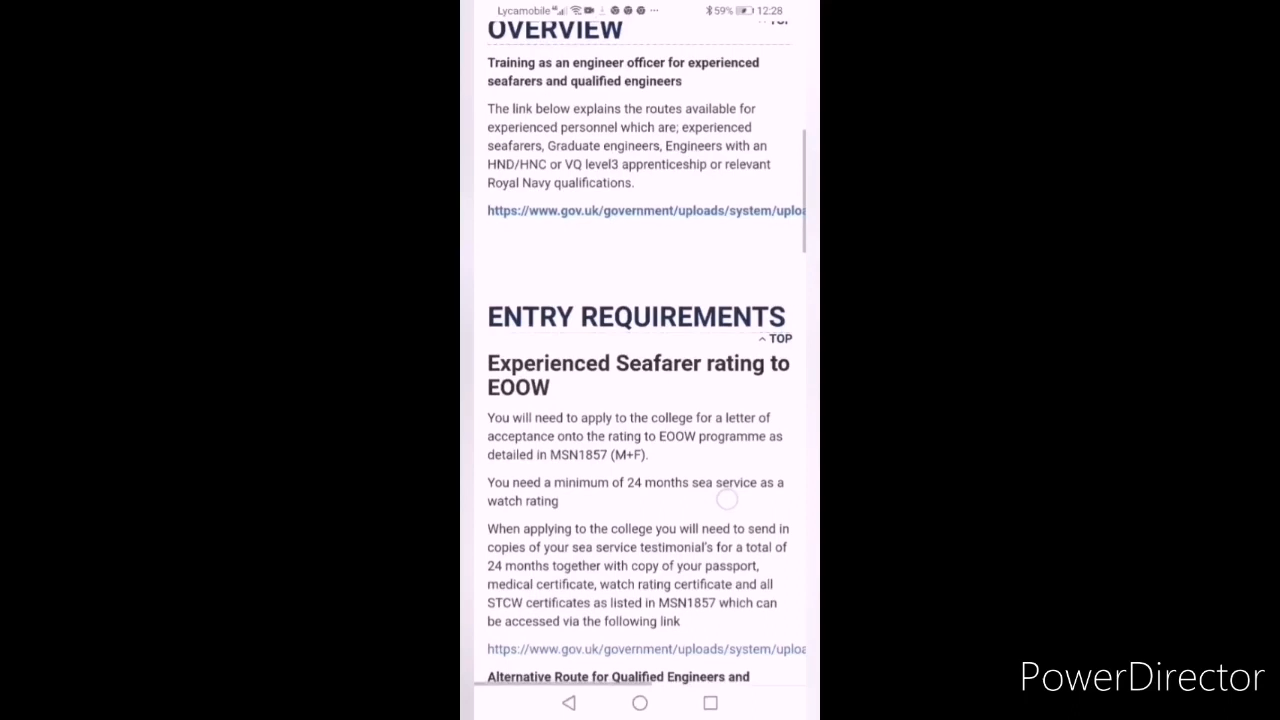 Lycamobile 59% 12:28
OVERVIEW
Training as an engineer officer for experienced
seafarers and qualified engineers
The link below explains the routes available for
experienced personnel which are; experienced
seafarers, Graduate engineers, Engineers with an
HND/HNC or VQ level3 apprenticeship or relevant
Royal Navy qualifications.
https://www.gov.uk/government/uploads/system/uploa
ENTRY REQUIREMENTS
^ TOP
Experienced Seafarer rating to
EOOW
You will need to apply to the college for a letter of
acceptance onto the rating to EOOW programme as
detailed in MSN1857 (M+F).
You need a minimum of 24 months sea service as a
watch rating
When applying to the college you will need to send in
copies of your sea service testimonial's for a total of
24 months together with copy of your passport,
medical certificate, watch rating certificate and all
STCW certificates as listed in MSN1857 which can
be accessed via the following link
https://www.gov.uk/government/uploads/system/uploa
Alternative Route for Qualified Engineers and
PowerDirector